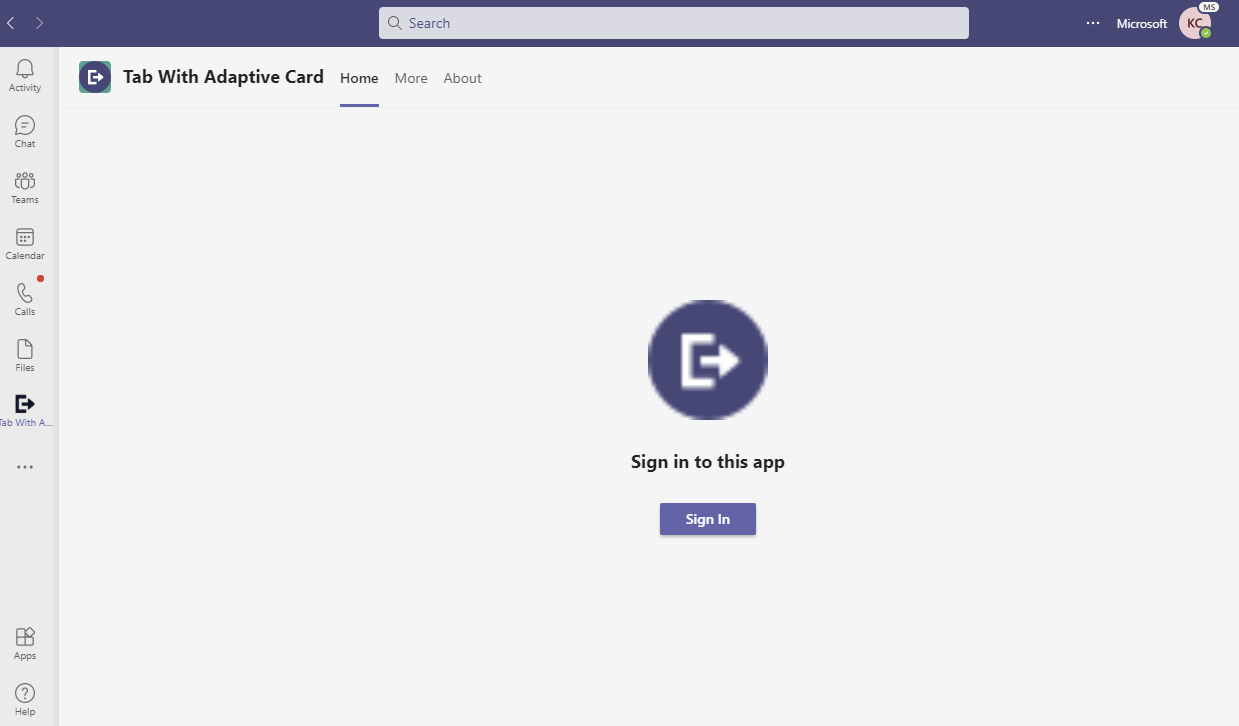 Search
Microsoft
KC
MS
Activity
Chat
Teams
Calendar
Calls
Files
Tab With A...
Apps
Help
Tab With Adaptive Card
Home
More
About
Sign in to this app
Sign In